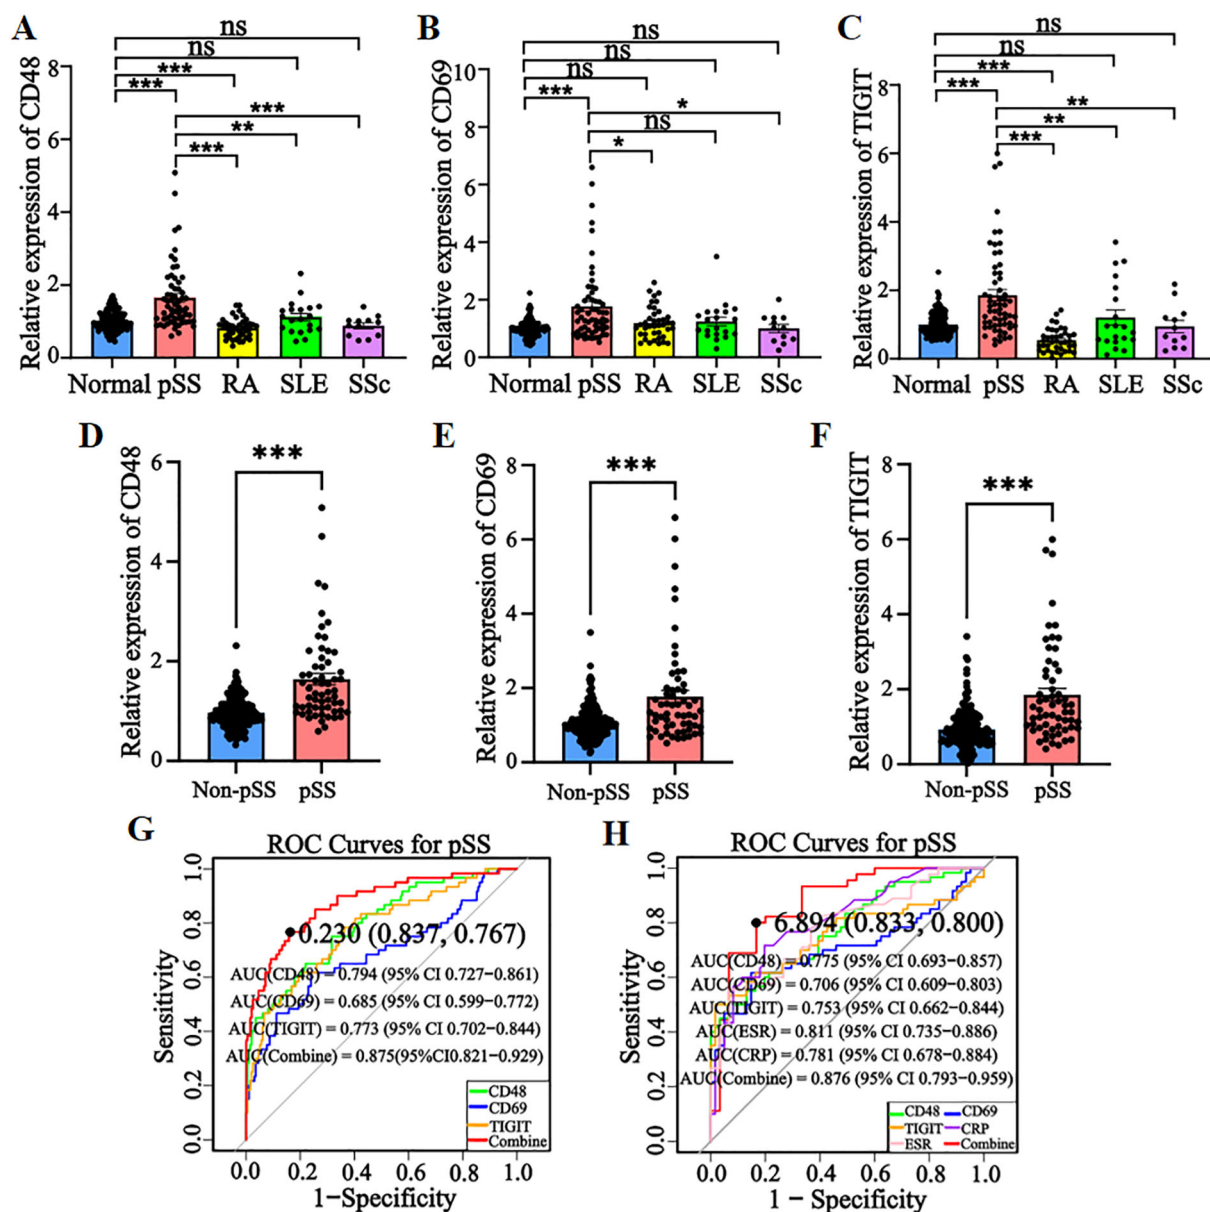 A
Relative expression of CD48
ns
ns
***
***
***
**
***
8
6
4
2
0
Normal pSS RA SLE SSc
B
Relative expression of CD69
ns
ns
ns
***
*
ns
*
10
8
6
4
2
0
Normal pSS RA SLE SSc
C
Relative expression of TIGIT
ns
ns
***
***
**
**
***
8
6
4
2
0
Normal pSS RA SLE SSc
D
Relative expression of CD48
***
6
4
2
0
Non-pSS pSS
E
Relative expression of CD69
***
8
6
4
2
0
Non-pSS pSS
F
Relative expression of TIGIT
***
8
6
4
2
0
Non-pSS pSS
G
ROC Curves for pSS
Sensitivity
1.0
0.8
0.6
0.4
0.2
0.0
0.230 (0.837, 0.767)
AUC(CD48) = 0.794 (95% CI 0.727−0.861)
AUC(CD69) = 0.685 (95% CI 0.599−0.772)
AUC(TIGIT) = 0.773 (95% CI 0.702−0.844)
AUC(Combine) = 0.875(95%CI0.821-0.929)
CD48
CD69
TIGIT
Combine
0.0 0.2 0.4 0.6 0.8 1.0
1−Specificity
H
ROC Curves for pSS
Sensitivity
1.0
0.8
0.6
0.4
0.2
0.0
6.894 (0.833, 0.800)
AUC(CD48) = 0.775 (95% CI 0.693−0.857)
AUC(CD69) = 0.706 (95% CI 0.609−0.803)
AUC(TIGIT) = 0.753 (95% CI 0.662−0.844)
AUC(ESR) = 0.811 (95% CI 0.735−0.886)
AUC(CRP) = 0.781 (95% CI 0.678−0.884)
AUC(Combine) = 0.876 (95% CI 0.793−0.959)
CD48 CD69
TIGIT CRP
ESR Combine
0.0 0.2 0.4 0.6 0.8 1.0
1 − Specificity